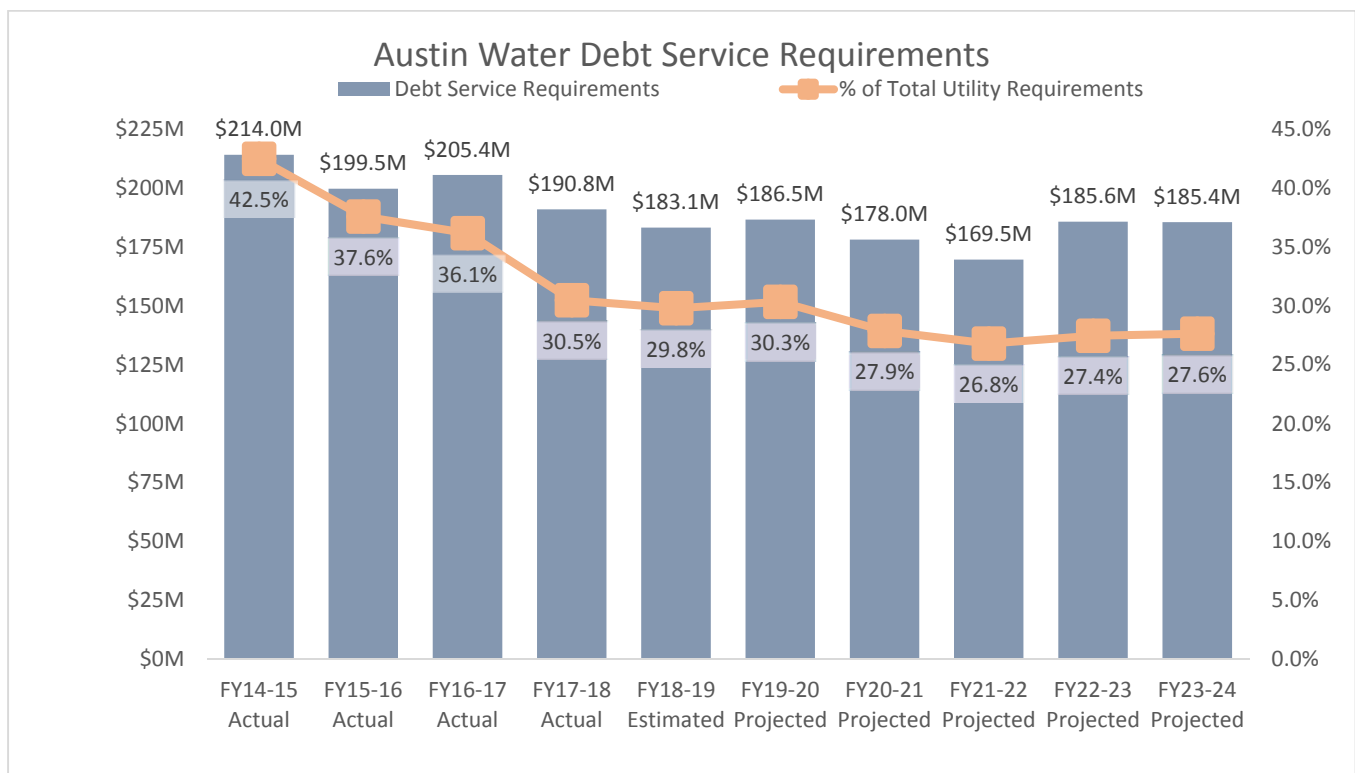 Austin Water Debt Service Requirements
Debt Service Requirements
% of Total Utility Requirements
$225M
$200M
$175M
$150M
$125M
$100M
$75M
$50M
$25M
$0M
$214.0M
$199.5M
$205.4M
$190.8M
$183.1M
$186.5M
$178.0M
$169.5M
$185.6M
$185.4M
42.5%
37.6%
36.1%
30.5%
29.8%
30.3%
27.9%
26.8%
27.4%
27.6%
45.0%
40.0%
35.0%
30.0%
25.0%
20.0%
15.0%
10.0%
5.0%
0.0%
FY14-15
Actual
FY15-16
Actual
FY16-17
Actual
FY17-18
Actual
FY18-19
Estimated
FY19-20
Projected
FY20-21
Projected
FY21-22
Projected
FY22-23
Projected
FY23-24
Projected